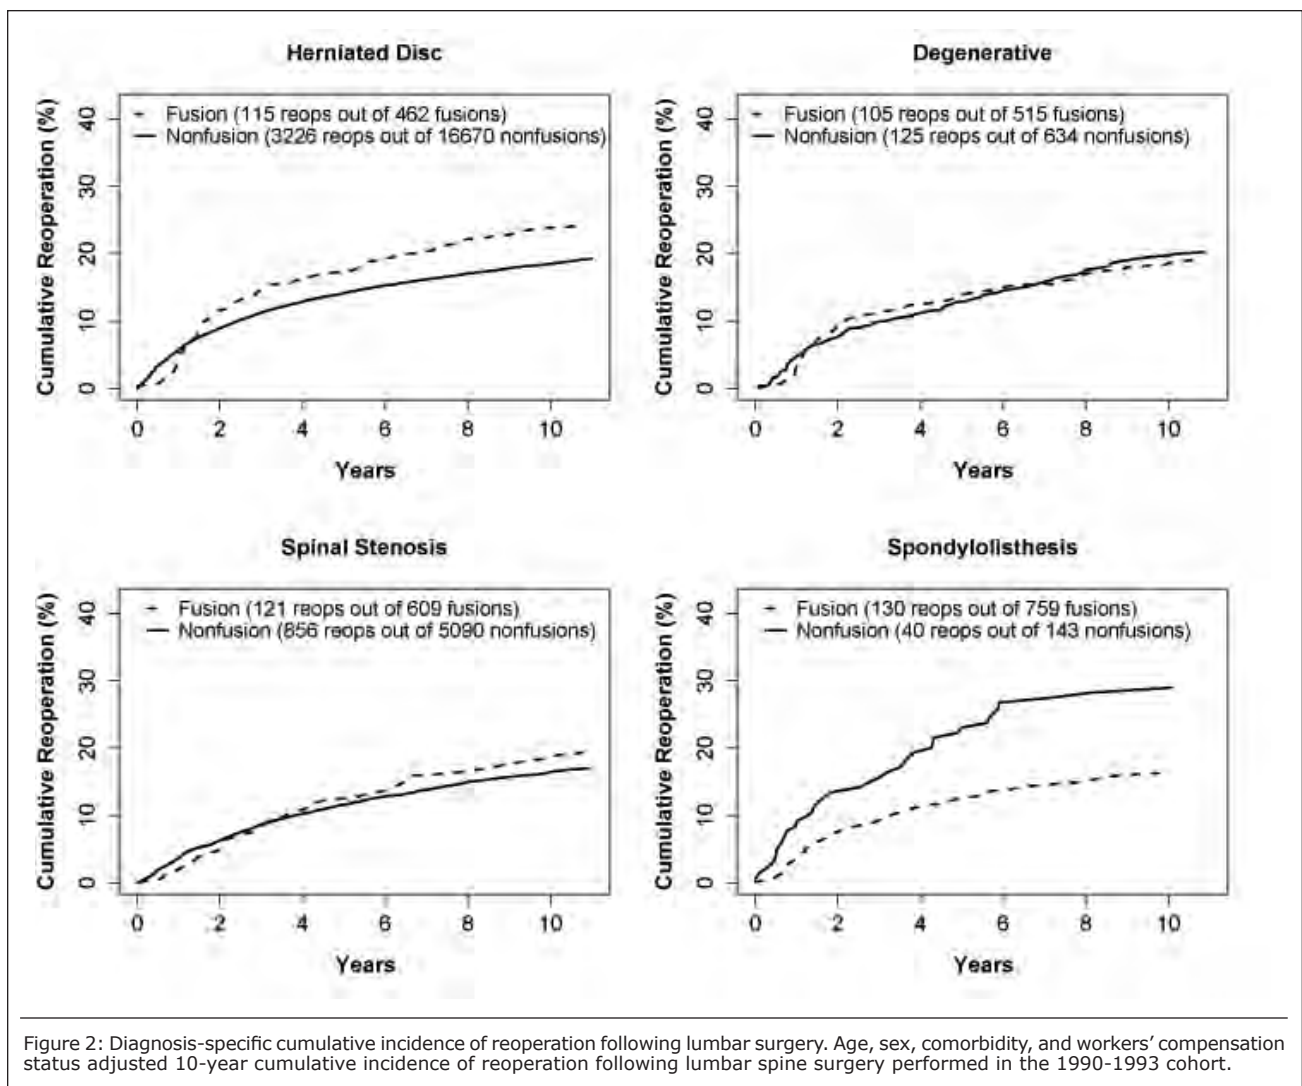 Herniated Disc
Cumulative Reoperation (%)
40
30
20
10
0
Fusion (115 reops out of 462 fusions)
Nonfusion (3226 reops out of 16670 nonfusions)
0 2 4 6 8 10
Years
Degenerative
Cumulative Reoperation (%)
40
30
20
10
0
Fusion (105 reops out of 515 fusions)
Nonfusion (125 reops out of 634 nonfusions)
0 2 4 6 8 10
Years
Spinal Stenosis
Cumulative Reoperation (%)
40
30
20
10
0
Fusion (121 reops out of 609 fusions)
Nonfusion (856 reops out of 5090 nonfusions)
0 2 4 6 8 10
Years
Spondylolisthesis
Cumulative Reoperation (%)
40
30
20
10
0
Fusion (130 reops out of 759 fusions)
Nonfusion (40 reops out of 143 nonfusions)
0 2 4 6 8 10
Years
Figure 2: Diagnosis-specific cumulative incidence of reoperation following lumbar surgery. Age, sex, comorbidity, and workers' compensation
status adjusted 10-year cumulative incidence of reoperation following lumbar spine surgery performed in the 1990-1993 cohort.